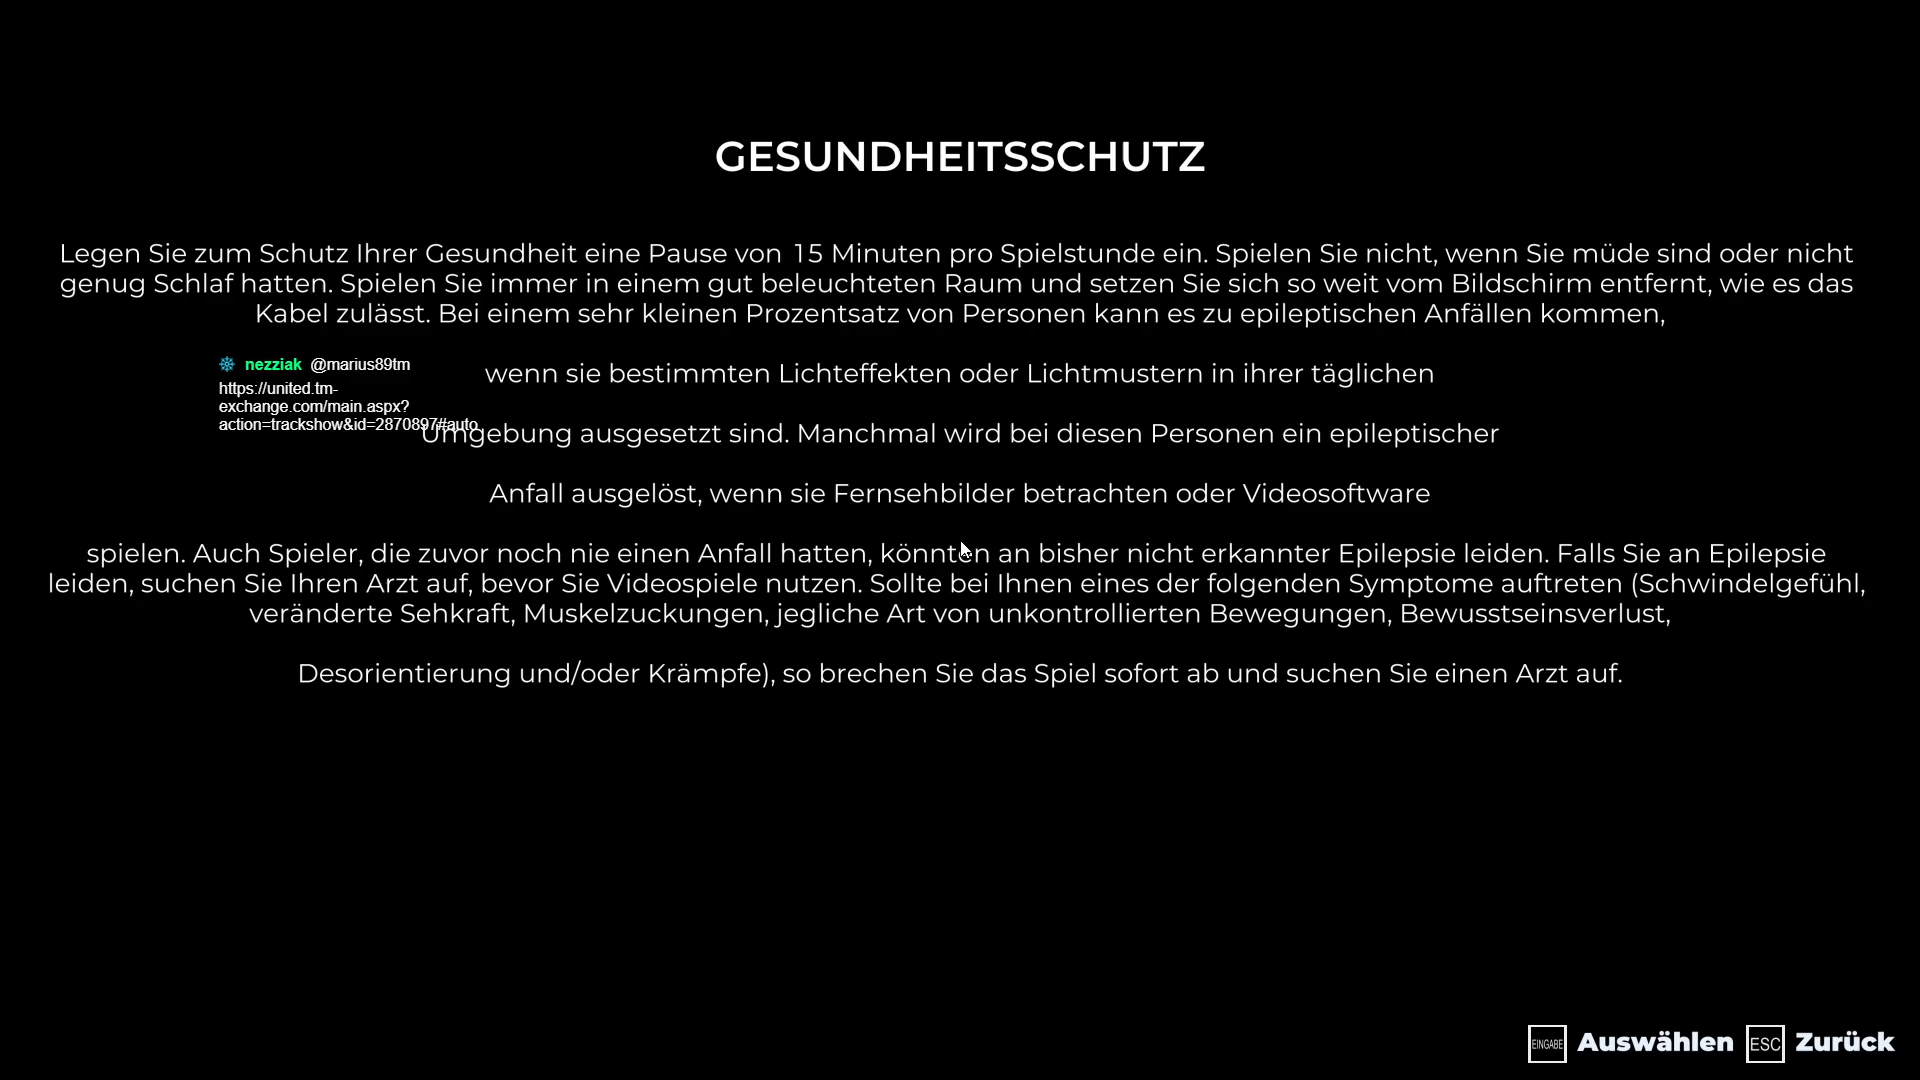 GESUNDHEITSSCHUTZ
Legen Sie zum Schutz Ihrer Gesundheit eine Pause von 15 Minuten pro Spielstunde ein. Spielen Sie nicht, wenn Sie müde sind oder nicht
genug Schlaf hatten. Spielen Sie immer in einem gut beleuchteten Raum und setzen Sie sich so weit vom Bildschirm entfernt, wie es das
Kabel zulässt. Bei einem sehr kleinen Prozentsatz von Personen kann es zu epileptischen Anfällen kommen,
nezziak @marius89tm
https://united.tm-
exchange.com/main.aspx?
action=trackshow&id=2870897#auto
wenn sie bestimmten Lichteffekten oder Lichtmustern in ihrer täglichen
Umgebung ausgesetzt sind. Manchmal wird bei diesen Personen ein epileptischer
Anfall ausgelöst, wenn sie Fernsehbilder betrachten oder Videosoftware
spielen. Auch Spieler, die zuvor noch nie einen Anfall hatten, könnten an bisher nicht erkannter Epilepsie leiden. Falls Sie an Epilepsie
leiden, suchen Sie Ihren Arzt auf, bevor Sie Videospiele nutzen. Sollte bei Ihnen eines der folgenden Symptome auftreten (Schwindelgefühl,
veränderte Sehkraft, Muskelzuckungen, jegliche Art von unkontrollierten Bewegungen, Bewusstseinsverlust,
Desorientierung und/oder Krämpfe), so brechen Sie das Spiel sofort ab und suchen Sie einen Arzt auf.
EINGABE Auswählen ESC Zurück